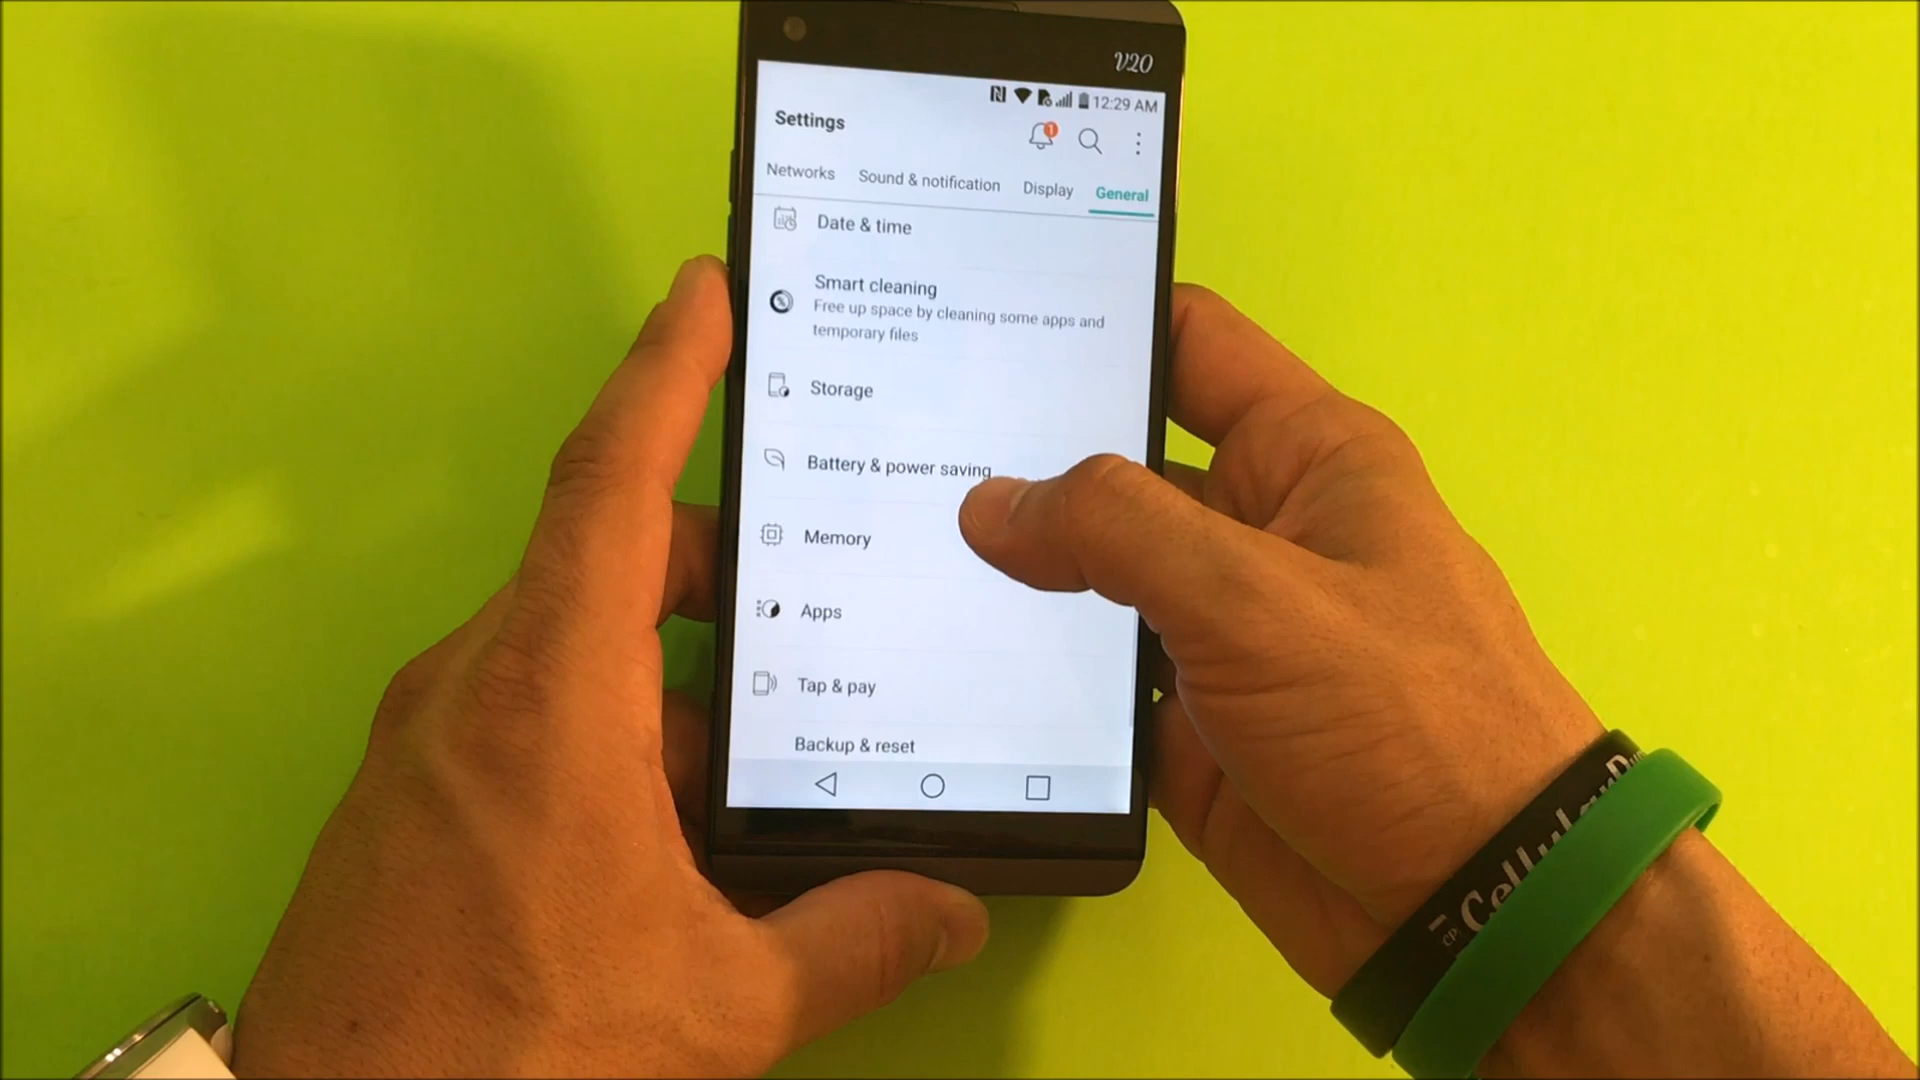 V20
12:29 AM
Settings
1
Networks Sound & notification Display General
Date & time
Smart cleaning
Free up space by cleaning some apps and
temporary files
Storage
Battery & power saving
Memory
Apps
Tap & pay
Backup & reset